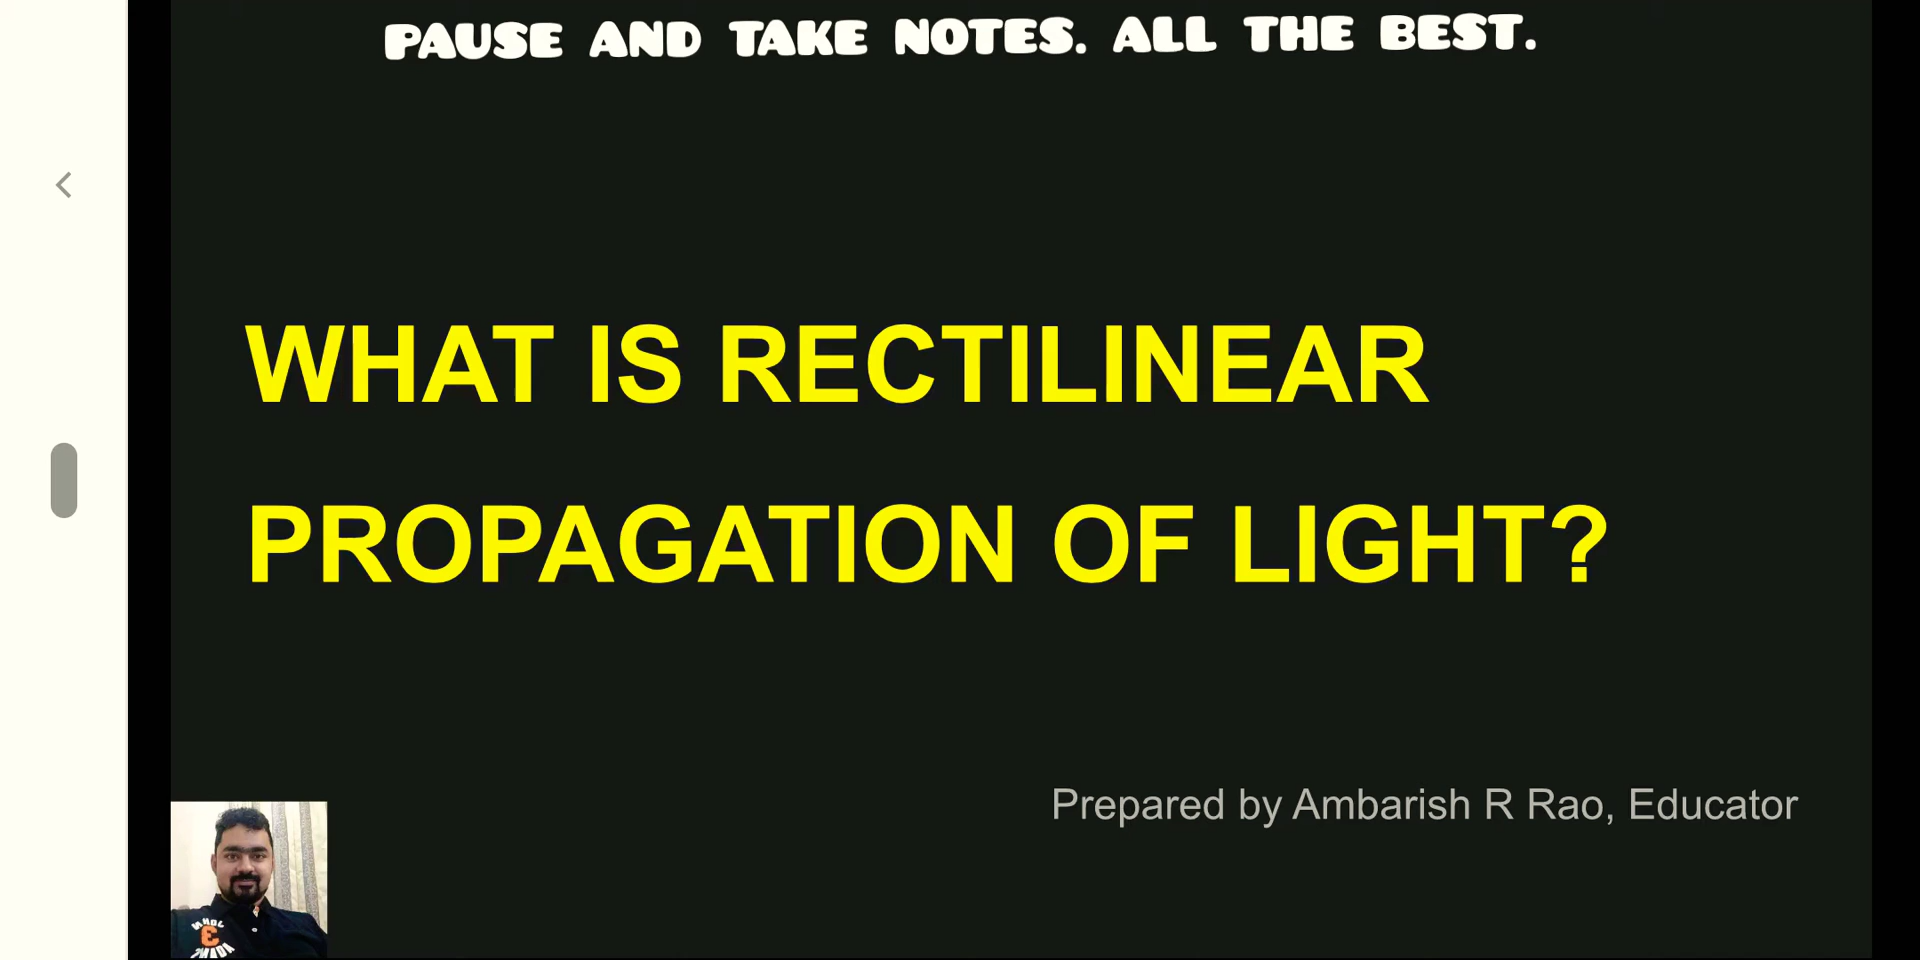 PAUSE AND TAKE NOTES. ALL THE BEST.
WHAT IS RECTILINEAR
PROPAGATION OF LIGHT?
Prepared by Ambarish R Rao, Educator